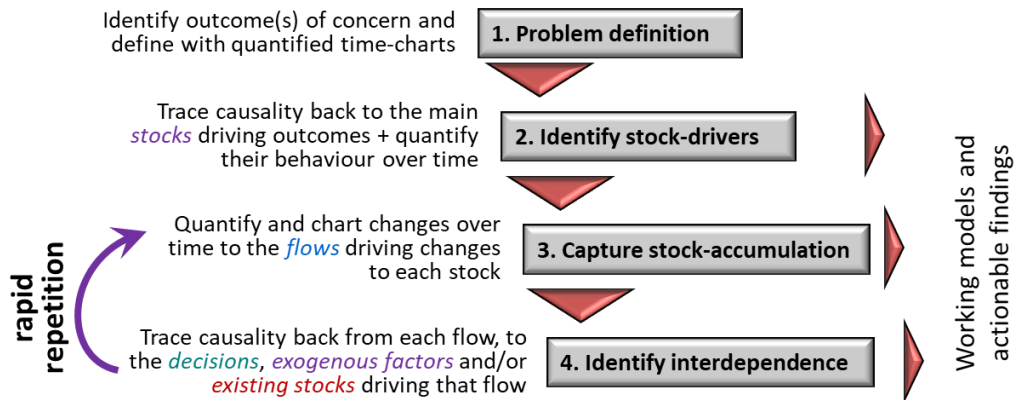 Identify outcome(s) of concern and
define with quantified time-charts
1. Problem definition
Trace causality back to the main
stocks driving outcomes + quantify
their behaviour over time
2. Identify stock-drivers
Quantify and chart changes over
time to the flows driving changes
to each stock
3. Capture stock-accumulation
Trace causality back from each flow, to
the decisions, exogenous factors and/or
existing stocks driving that flow
4. Identify interdependence
rapid
repetition
Working models and
actionable findings